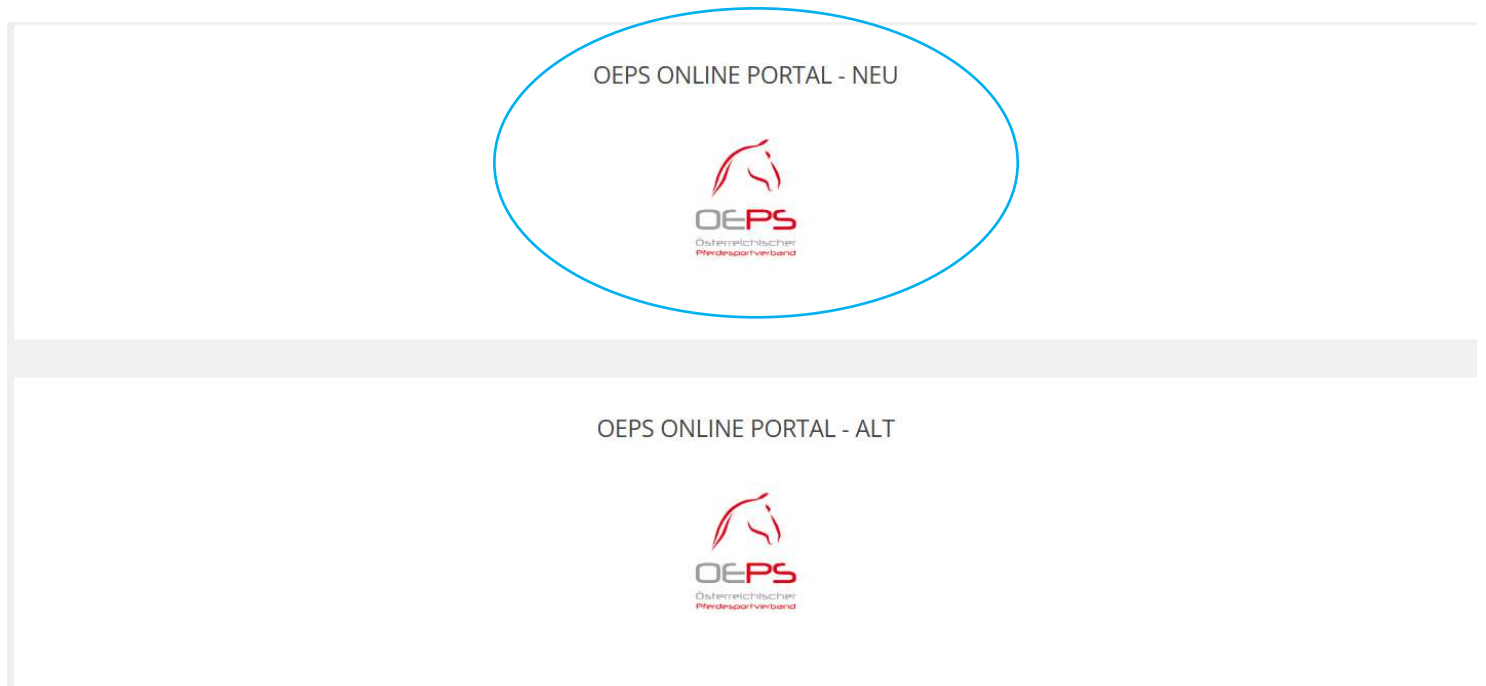 OEPS ONLINE PORTAL - NEU
OEPS
Österreichischer
Pferdesportverband
OEPS ONLINE PORTAL - ALT
OEPS
Österreichischer
Pferdesportverband